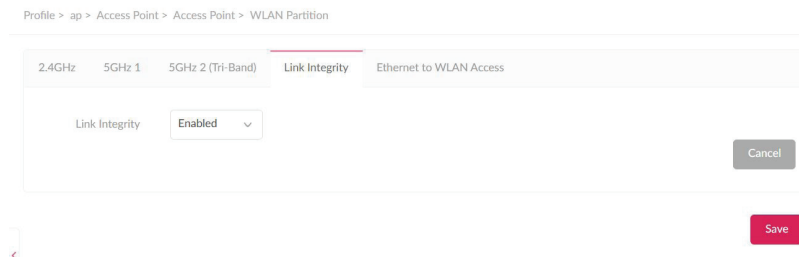 Profile > ap > Access Point > Access Point > WLAN Partition
2.4GHz 5GHz 1 5GHz 2 (Tri-Band) Link Integrity Ethernet to WLAN Access
Link Integrity Enabled
Cancel
Save